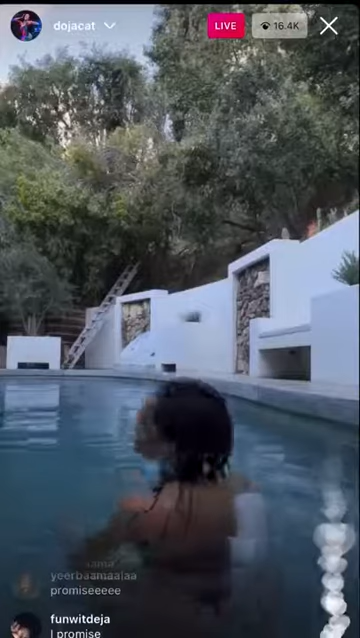 dojacat
LIVE
16.4K
yeerbaamaalaa
promiseeeee
funwitdeja
I promise